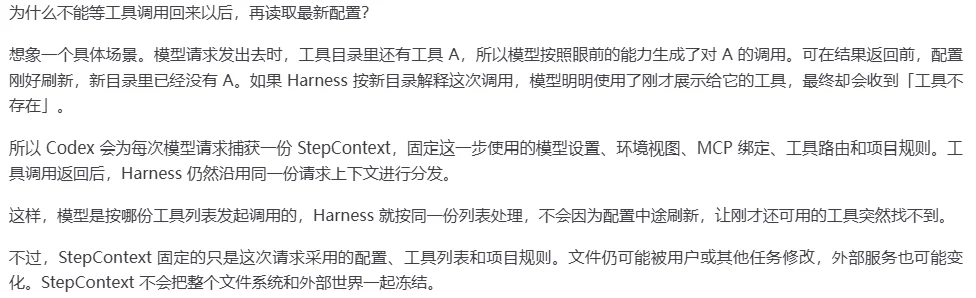 为什么不能等工具调用回来以后，再读取最新配置？
想象一个具体场景。模型请求发出去时，工具目录里还有工具 A，所以模型按照眼前的能力生成了对 A 的调用。可在结果返回前，配置
刚好刷新，新目录里已经没有 A。如果 Harness 按新目录解释这次调用，模型明明使用了刚才展示给它的工具，最终却会收到「工具不
存在」。
所以 Codex 会为每次模型请求捕获一份 StepContext，固定这一步使用的模型设置、环境视图、MCP 绑定、工具路由和项目规则。工
具调用返回后，Harness 仍然沿用同一份请求上下文进行分发。
这样，模型是按哪份工具列表发起调用的，Harness 就按同一份列表处理，不会因为配置中途刷新，让刚才还可用的工具突然找不到。
不过，StepContext 固定的只是这次请求采用的配置、工具列表和项目规则。文件仍可能被用户或其他任务修改，外部服务也可能变
化。StepContext 不会把整个文件系统和外部世界一起冻结。